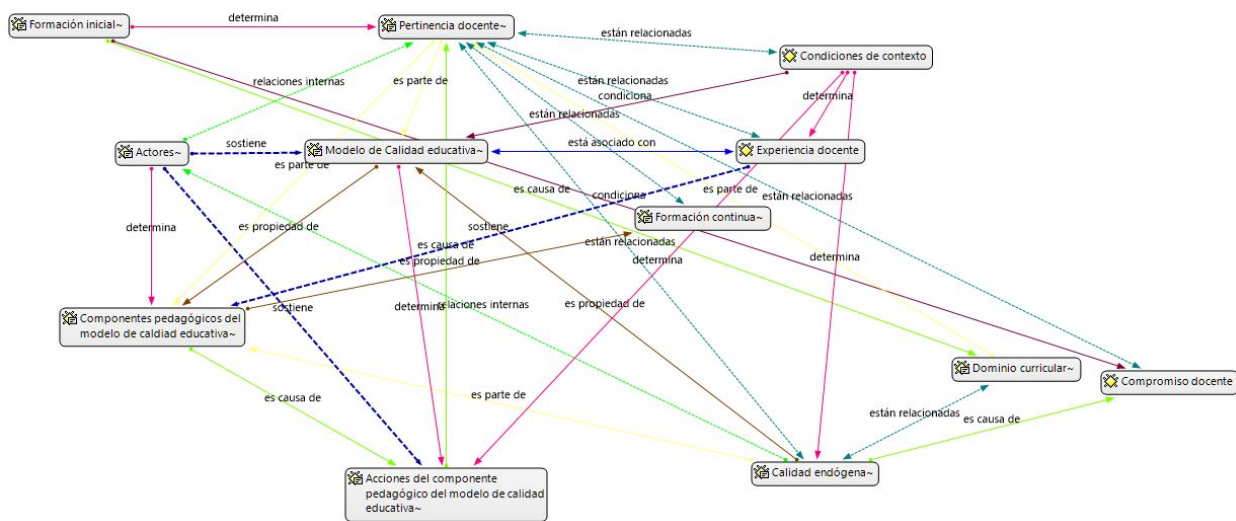 Formación inicial~
determina
Pertinencia docente~
están relacionadas
Condiciones de contexto
relaciones internas
es parte de
están relacionadas
condiciona
determina
están relacionadas
Actores~
sostiene
Modelo de Calidad educativa~
está asociado con
Experiencia docente
es parte de
es causa de
condiciona
es parte de
están relacionadas
Formación continua~
determina
es propiedad de
sostiene
es causa de
están relacionadas
es propiedad de
determina
determina
sostiene
determina
relaciones internas
es propiedad de
Componentes pedagógicos del
modelo de caldiad educativa~
Dominio curricular~
Compromiso docente
es causa de
es parte de
están relacionadas
es causa de
Calidad endógena~
Acciones del componente
pedagógico del modelo de calidad
educativa~